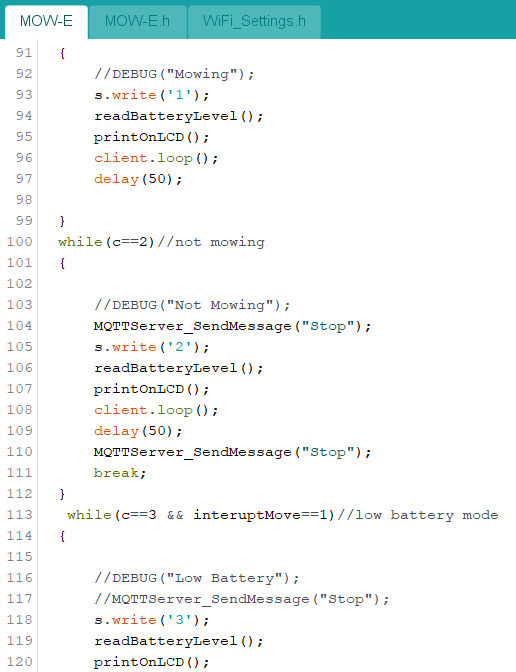 MOW-E MOW-E.h WiFi_Settings.h
91 {
92 //DEBUG("Mowing");
93 s.write('1');
94 readBatteryLevel();
95 printOnLCD();
96 client.loop();
97 delay(50);
98
99 }
100 while(c==2)//not mowing
101 {
102
103 //DEBUG("Not Mowing");
104 MQTTServer_SendMessage("Stop");
105 s.write('2');
106 readBatteryLevel();
107 printOnLCD();
108 client.loop();
109 delay(50);
110 MQTTServer_SendMessage("Stop");
111 break;
112 }
113 while(c==3 && interuptMove==1)//low battery mode
114 {
115
116 //DEBUG("Low Battery");
117 //MQTTServer_SendMessage("Stop");
118 s.write('3');
119 readBatteryLevel();
120 printOnLCD();